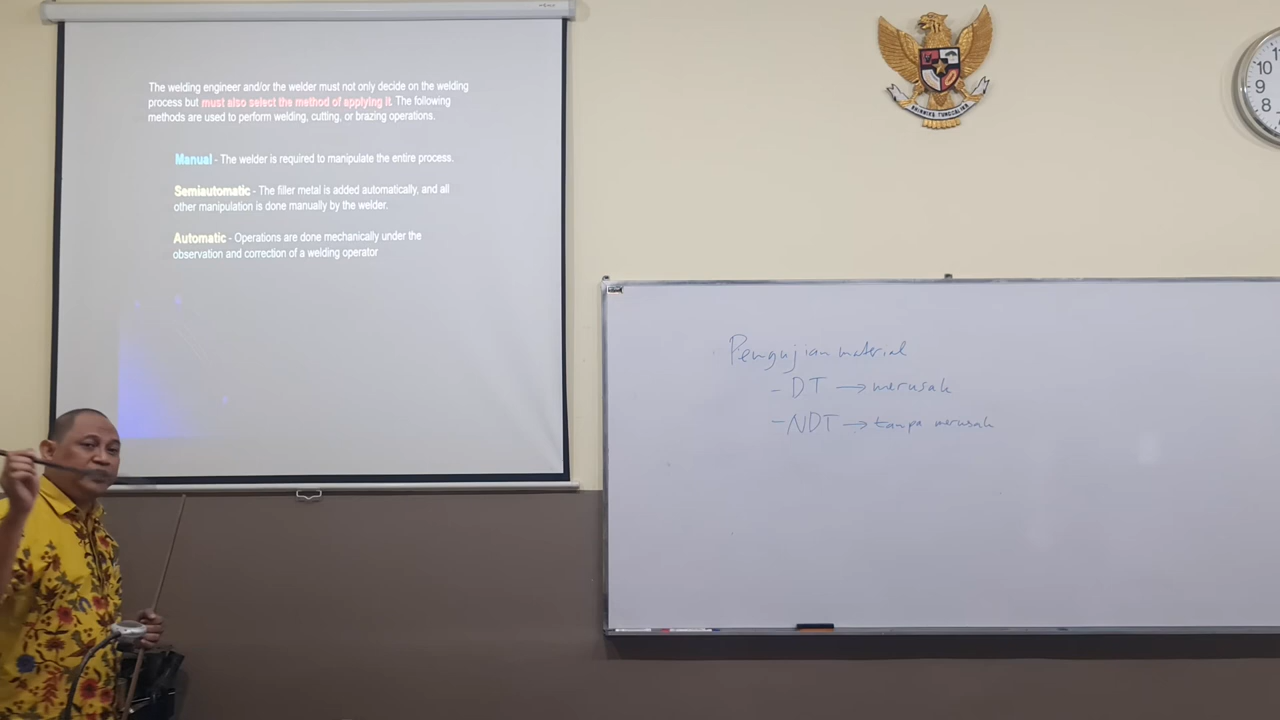 The welding engineer and/or the welder must not only decide on the welding
process but must also select the method of applying it. The following
methods are used to perform welding, cutting, or brazing operations.
Manual - The welder is required to manipulate the entire process.
Semiautomatic - The filler metal is added automatically, and all
other manipulation is done manually by the welder.
Automatic - Operations are done mechanically under the
observation and correction of a welding operator
BHINNEKA TUNGGAL IKA
11
10
9
8
Pengujian material
- DT → merusak
- NDT → tanpa merusak